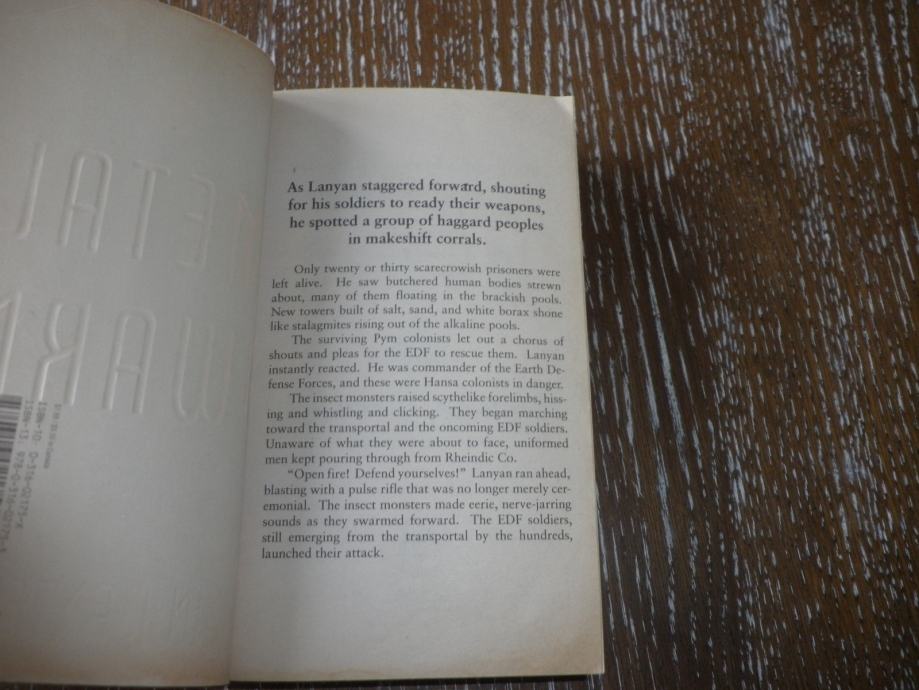 METAL
WAR
As Lanyan staggered forward, shouting
for his soldiers to ready their weapons,
he spotted a group of haggard peoples
in makeshift corrals.
Only twenty or thirty scarecrowish prisoners were
left alive. He saw butchered human bodies strewn
about, many of them floating in the brackish pools.
New towers built of salt, sand, and white borax shone
like stalagmites rising out of the alkaline pools.
The surviving Pym colonists let out a chorus of
shouts and pleas for the EDF to rescue them. Lanyan
instantly reacted. He was commander of the Earth De-
fense Forces, and these were Hansa colonists in danger.
The insect monsters raised scythelike forelimbs, hiss-
ing and whistling and clicking. They began marching
toward the transportal and the oncoming EDF soldiers.
Unaware of what they were about to face, uniformed
men kept pouring through from Rheindic Co.
“Open fire! Defend yourselves!” Lanyan ran ahead,
blasting with a pulse rifle that was no longer merely cer-
emonial. The insect monsters made eerie, nerve-jarring
sounds as they swarmed forward. The EDF soldiers,
still emerging from the transportal by the hundreds,
launched their attack.